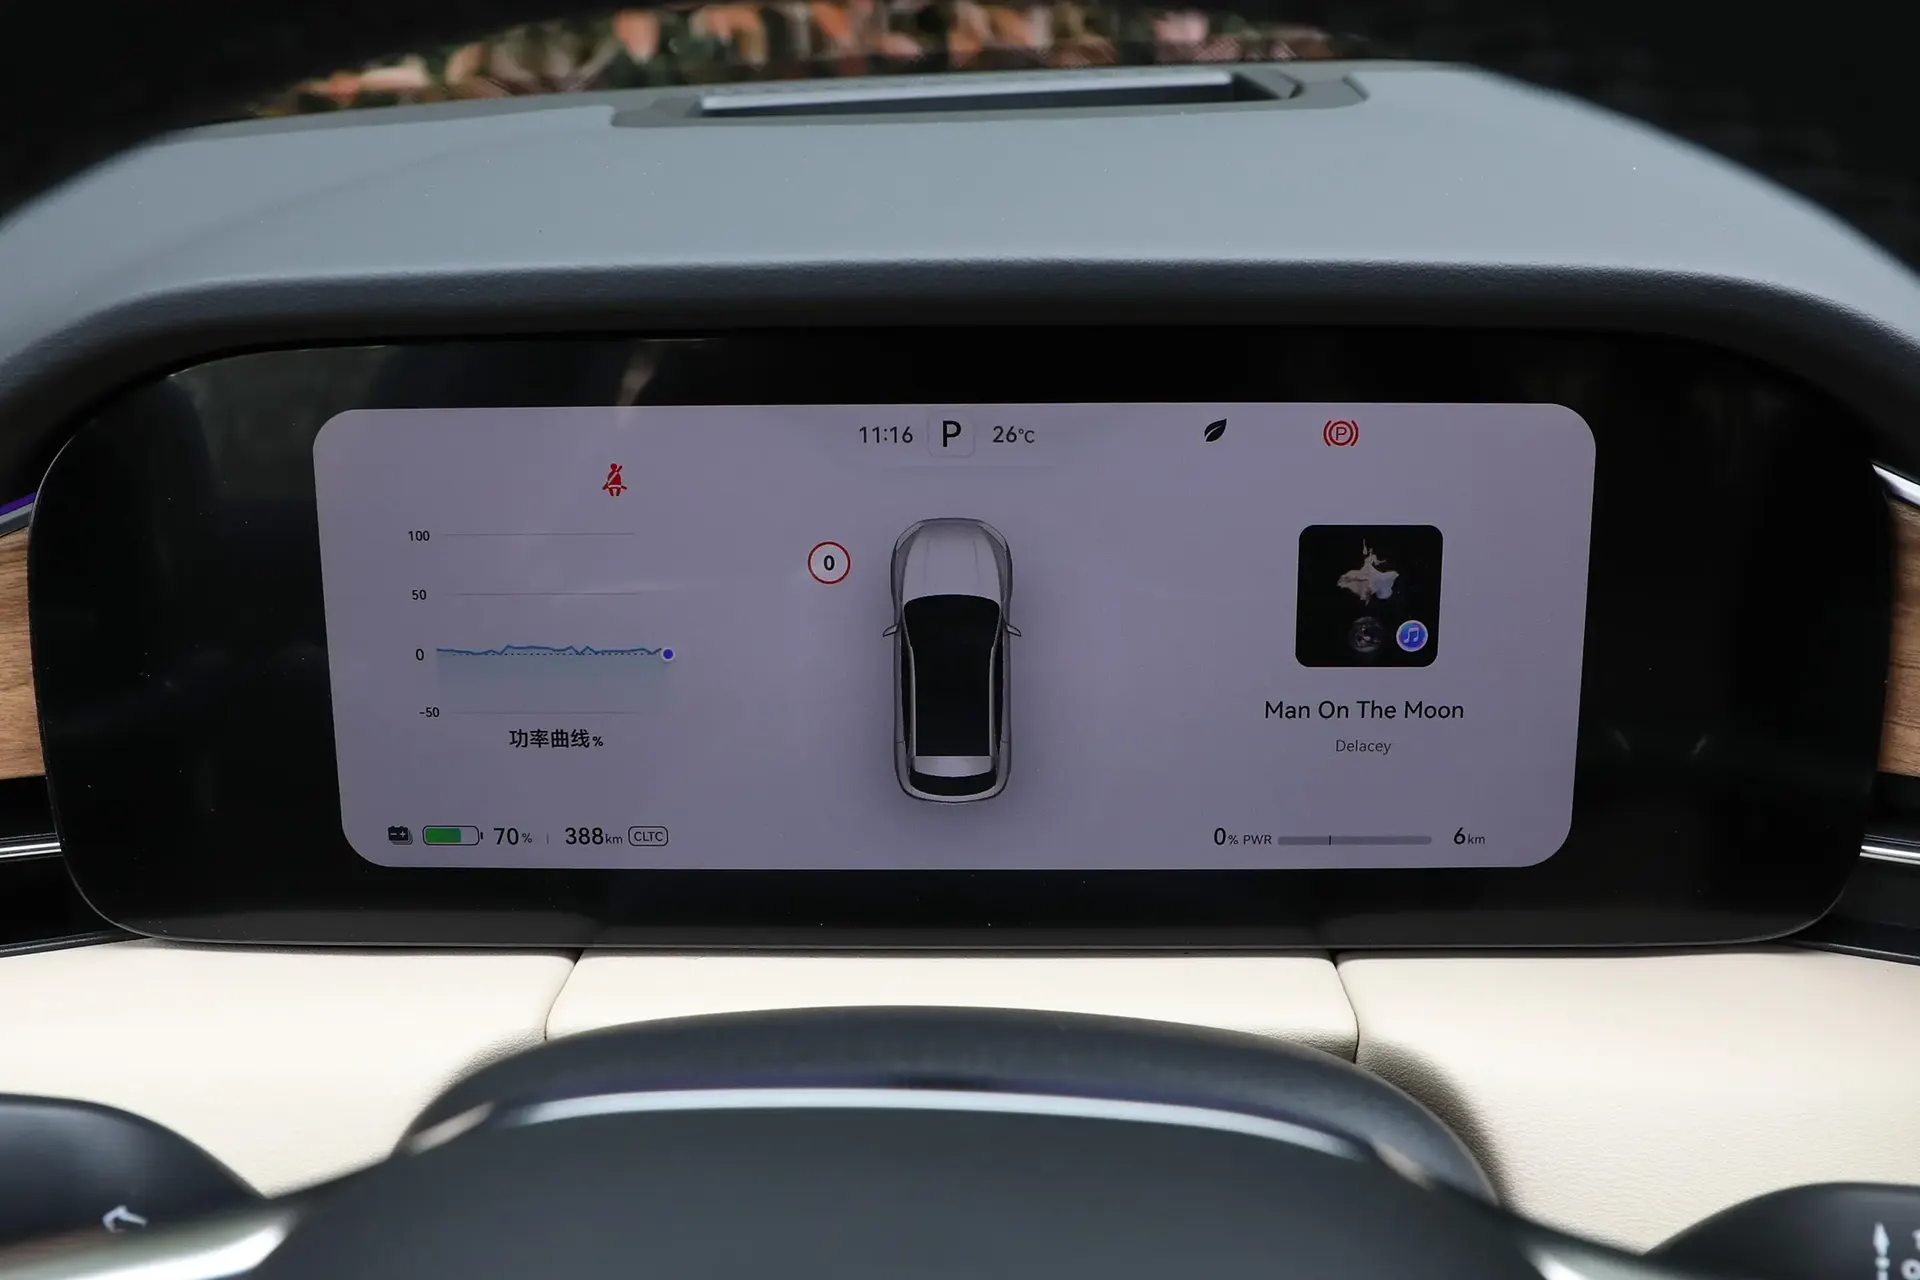 11:16 P 26°C
P
100
50
0
-50
功率曲线%
0
Man On The Moon
Delacey
70% 388km CLTC
0% PWR 6km